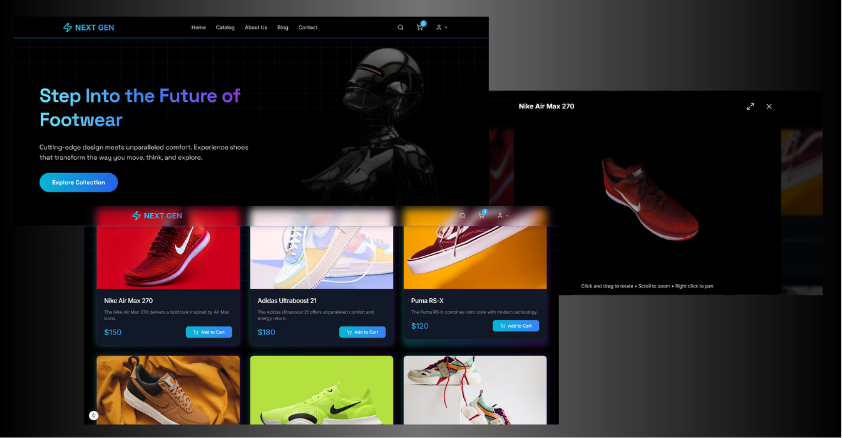 NEXT GEN
Home Catalog About Us Blog Contact
Step Into the Future of
Footwear
Cutting-edge design meets unparalleled comfort. Experience shoes
that transform the way you move, think, and explore.
Explore Collection
Nike Air Max 270
Click and drag to rotate • Scroll to zoom • Right click to pan
NEXT GEN
Nike Air Max 270
The Nike Air Max 270 delivers a bold look inspired by Air Max
icons.
$150
Add to Cart
Adidas Ultraboost 21
The Adidas Ultraboost 21 offers unparalleled comfort and
energy return.
$180
Add to Cart
Puma RS-X
The Puma RS-X combines retro style with modern technology.
$120
Add to Cart